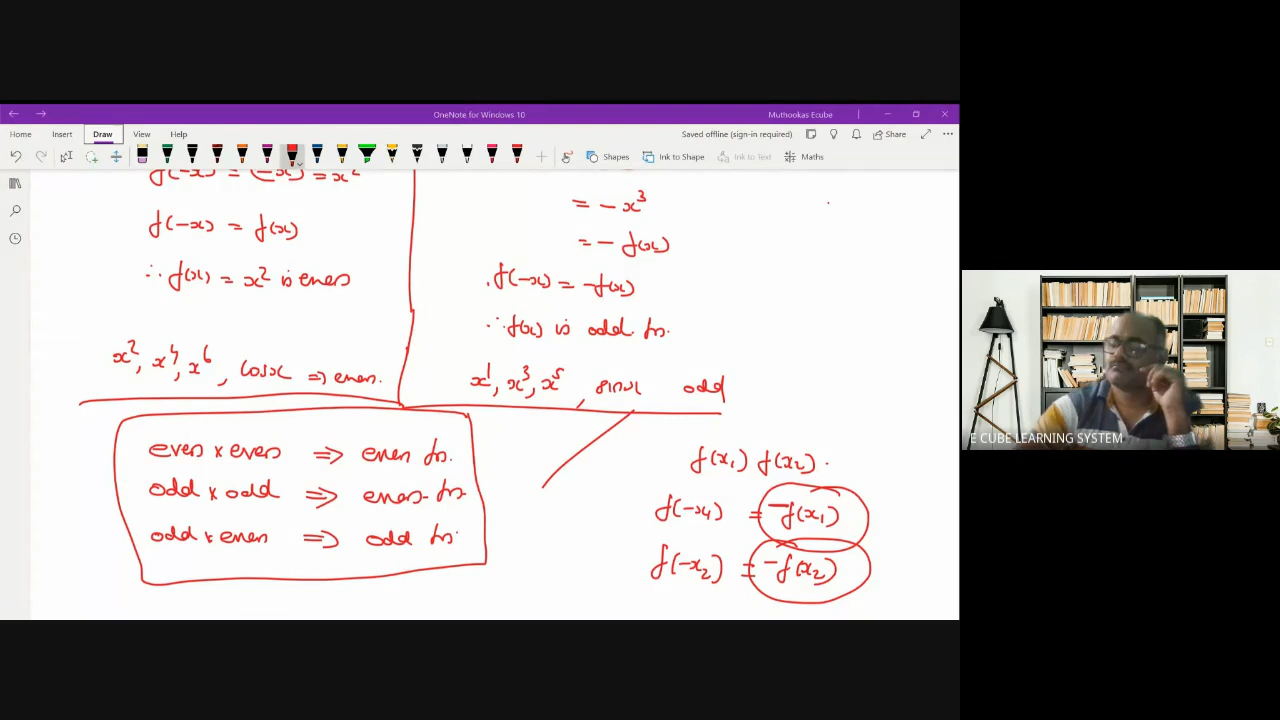 OneNote for Windows 10
Muthookas Ecube
Home Insert Draw View Help
Saved offline (sign-in required)
Share
Shapes
Ink to Shape
Ink to Text
Maths
f(-x) = (-x) = x²
f(-x) = f(x)
∴ f(x) = x² is even
x², x⁴, x⁶, cosx ⇒ even.
= - x³
= - f(x)
f(-x) = -f(x)
∴ f(x) is odd fn.
x¹, x³, x⁵, sinx odd
even × even ⇒ even fn.
odd × odd ⇒ even fn.
odd × even ⇒ odd fn.
f(x₁) f(x₂).
f(-x₁) = -f(x₁)
f(-x₂) = -f(x₂)
E CUBE LEARNING SYSTEM